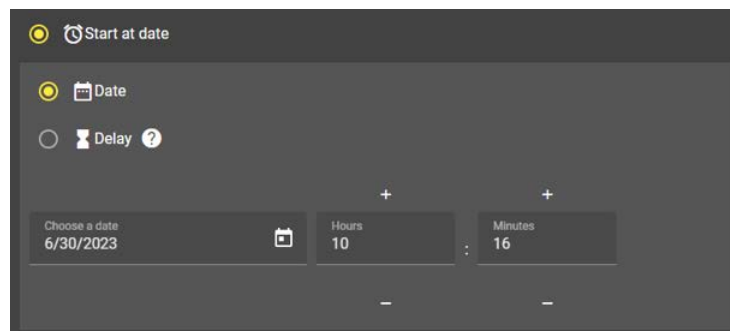 Start at date
Date
Delay ?
+ +
Choose a date Hours Minutes
6/30/2023 10 : 16
- -